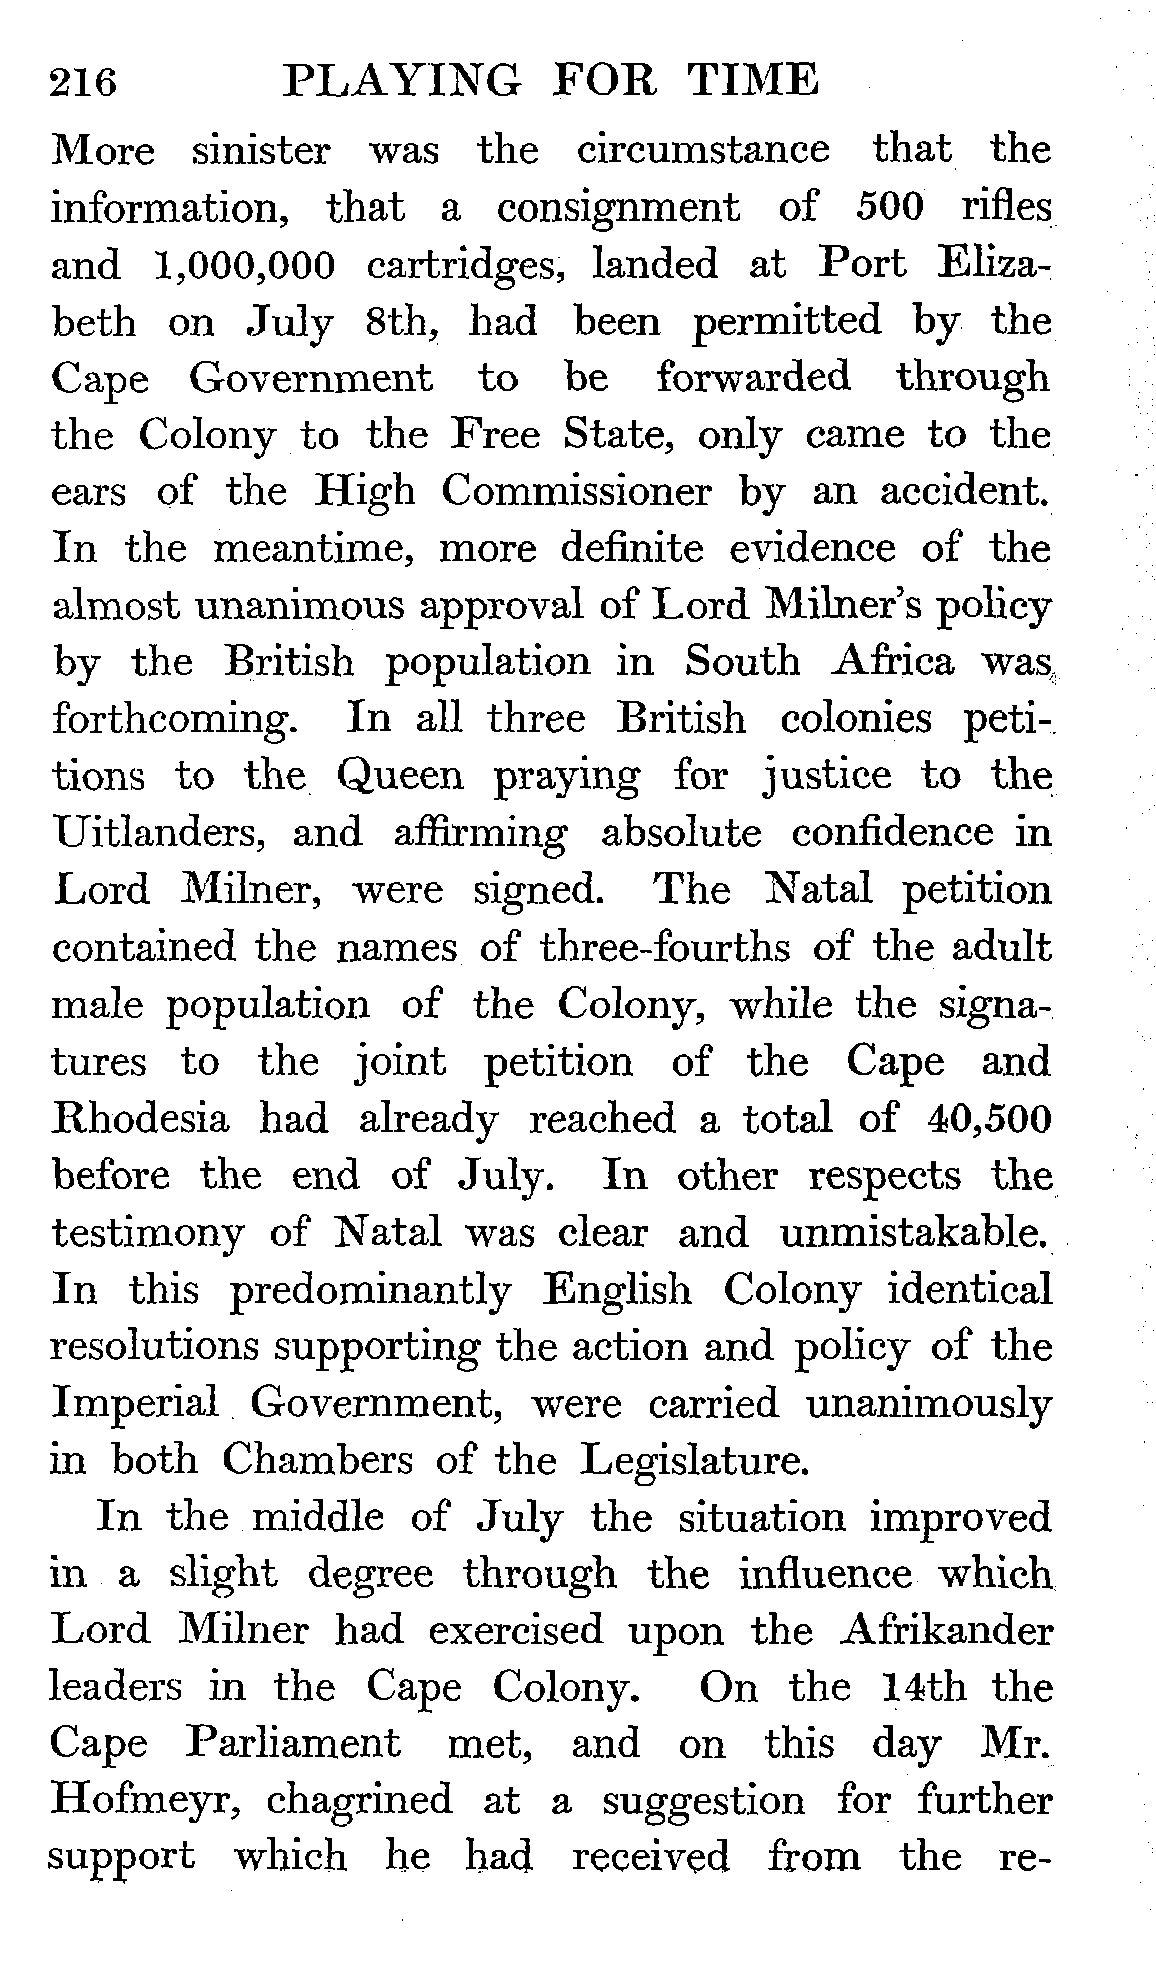 216 PLAYING FOR TIME
More sinister was the circumstance that the
information, that a consignment of 500 rifles
and 1,000,000 cartridges, landed at Port Eliza-
beth on July 8th, had been permitted by the
Cape Government to be forwarded through
the Colony to the Free State, only came to the
ears of the High Commissioner by an accident.
In the meantime, more definite evidence of the
almost unanimous approval of Lord Milner's policy
by the British population in South Africa was
forthcoming. In all three British colonies peti-
tions to the Queen praying for justice to the
Uitlanders, and affirming absolute confidence in
Lord Milner, were signed. The Natal petition
contained the names of three-fourths of the adult
male population of the Colony, while the signa-
tures to the joint petition of the Cape and
Rhodesia had already reached a total of 40,500
before the end of July. In other respects the
testimony of Natal was clear and unmistakable.
In this predominantly English Colony identical
resolutions supporting the action and policy of the
Imperial Government, were carried unanimously
in both Chambers of the Legislature.
In the middle of July the situation improved
in a slight degree through the influence which
Lord Milner had exercised upon the Afrikander
leaders in the Cape Colony. On the 14th the
Cape Parliament met, and on this day Mr.
Hofmeyr, chagrined at a suggestion for further
support which he had received from the re-